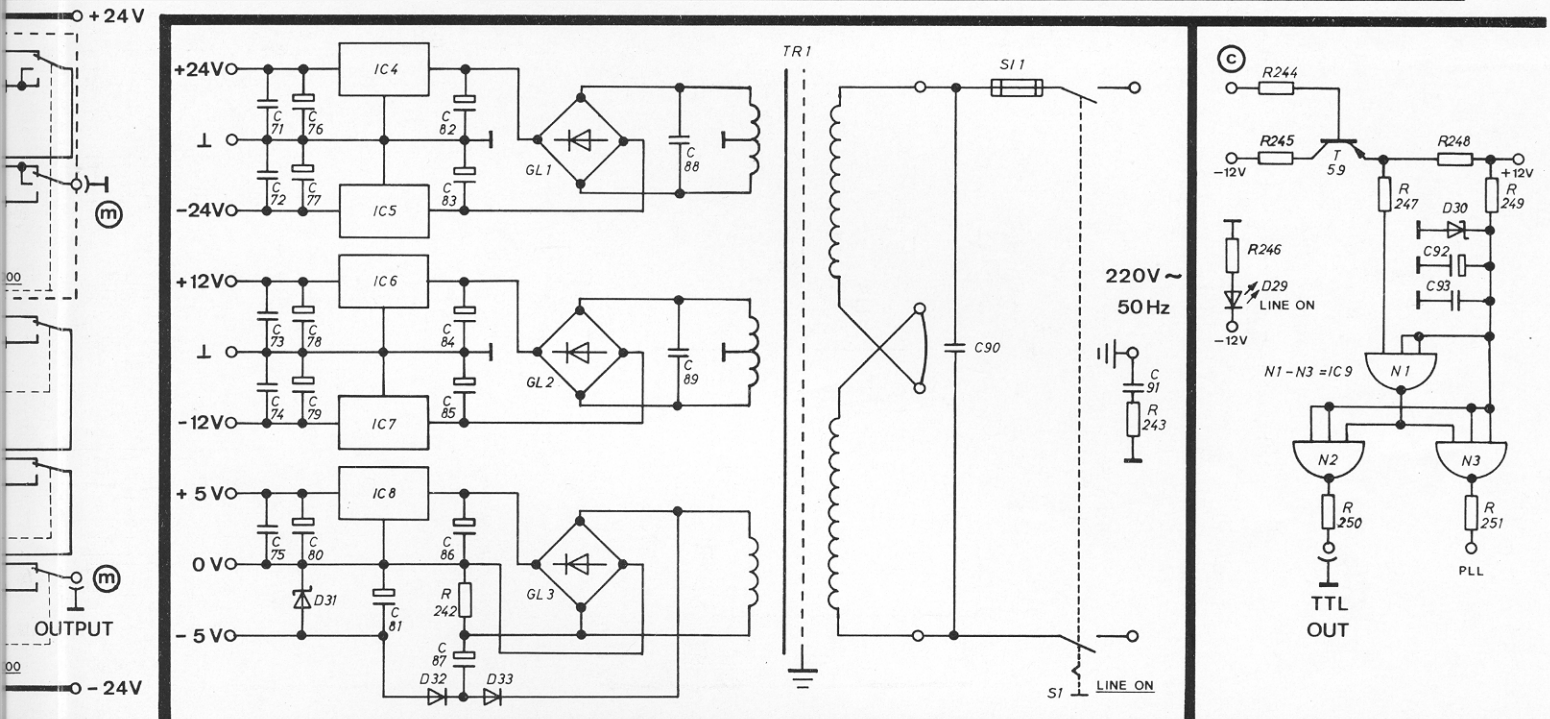 +24V
00
m
m
OUTPUT
00
-24V
+24V
IC4
C 71
C 76
C 82
⊥
C 72
C 77
C 83
-24V
IC5
GL1
C 88
+12V
IC6
C 73
C 78
C 84
⊥
C 74
C 79
C 85
-12V
IC7
GL2
C 89
+5V
IC8
C 75
C 80
C 86
0V
D31
C 81
R 242
GL3
-5V
C 87
D32
D33
TR1
SI1
C90
220V~
50Hz
C 91
R 243
S1
LINE ON
c
R244
R245
-12V
T 59
R248
+12V
R 247
R 249
D30
C92
C93
R246
D29
LINE ON
-12V
N1-N3=IC9
N1
N2
N3
R 250
R 251
TTL
OUT
PLL